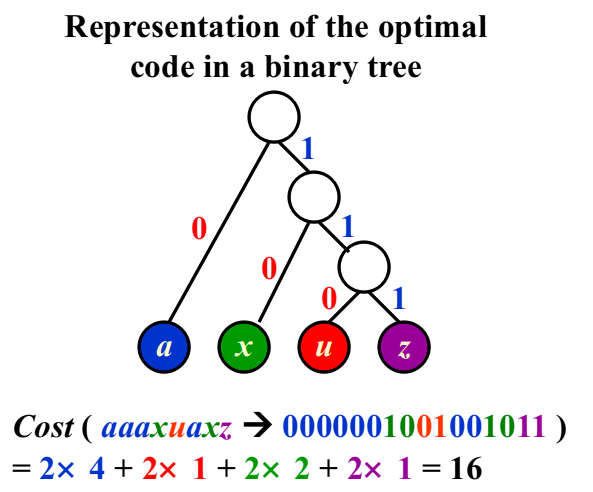 Representation of the optimal
code in a binary tree
1
0
1
0
0
1
a x u z
Cost ( aaaxuaxz → 0000001001001011 )
= 2× 4 + 2× 1 + 2× 2 + 2× 1 = 16